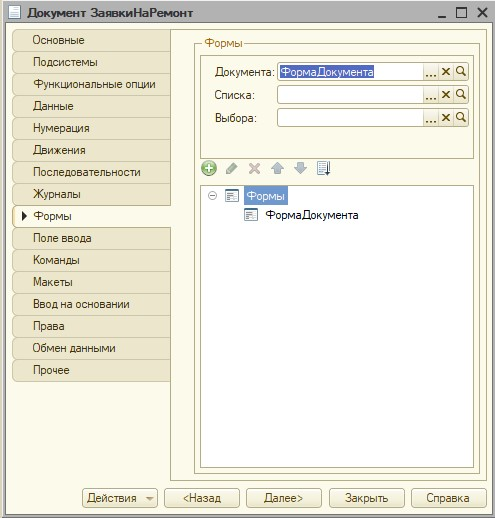 Документ ЗаявкиНаРемонт
Основные
Подсистемы
Функциональные опции
Данные
Нумерация
Движения
Последовательности
Журналы
Формы
Поле ввода
Команды
Макеты
Ввод на основании
Права
Обмен данными
Прочее
Формы
Документа: ФормаДокумента ...
Списка: ...
Выбора: ...
Формы
ФормаДокумента
Действия <Назад Далее> Закрыть Справка